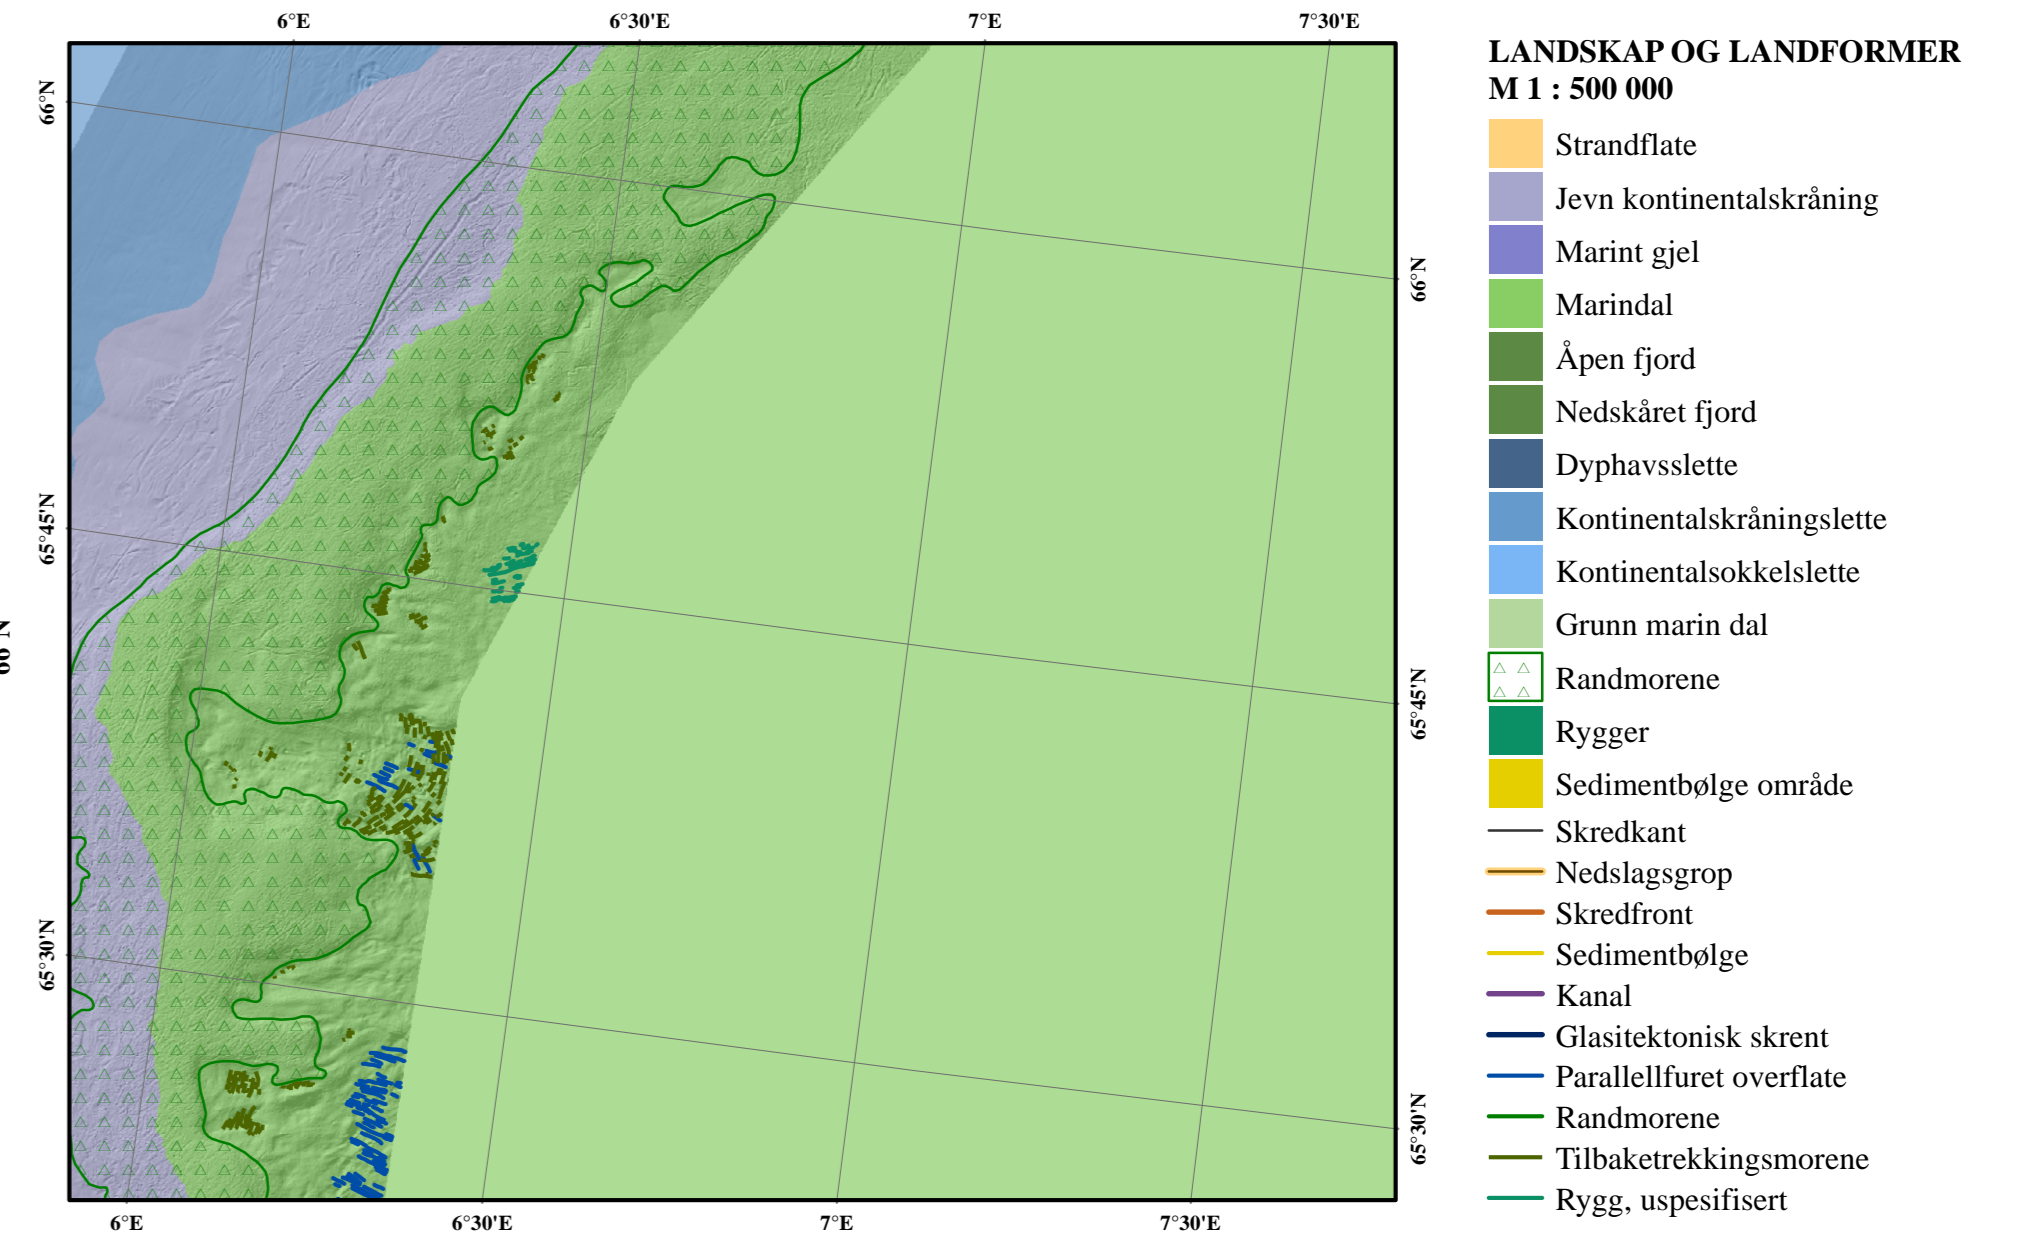 6°E 6°30'E 7°E 7°30'E
66°N
65°45'N
65°30'N
66°N
65°45'N
65°30'N
6°E 6°30'E 7°E 7°30'E
LANDSKAP OG LANDFORMER
M 1 : 500 000
Strandflate
Jevn kontinentalskråning
Marint gjel
Marindal
Åpen fjord
Nedskåret fjord
Dyphavsslette
Kontinentalskråningslette
Kontinentalsokkelslette
Grunn marin dal
Randmorene
Rygger
Sedimentbølge område
Skredkant
Nedslagsgrop
Skredfront
Sedimentbølge
Kanal
Glasitektonisk skrent
Parallellfuret overflate
Randmorene
Tilbaketrekkingsmorene
Rygg, uspesifisert